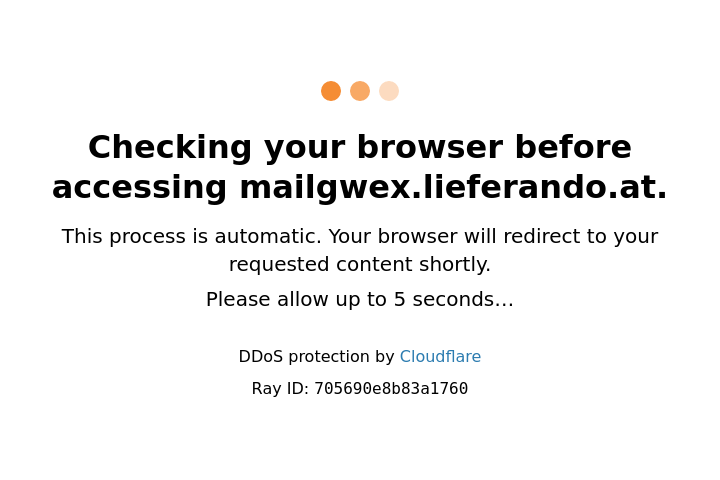 Checking your browser before
accessing mailgwex.lieferando.at.
This process is automatic. Your browser will redirect to your
requested content shortly.
Please allow up to 5 seconds…
DDoS protection by Cloudflare
Ray ID: 705690e8b83a1760